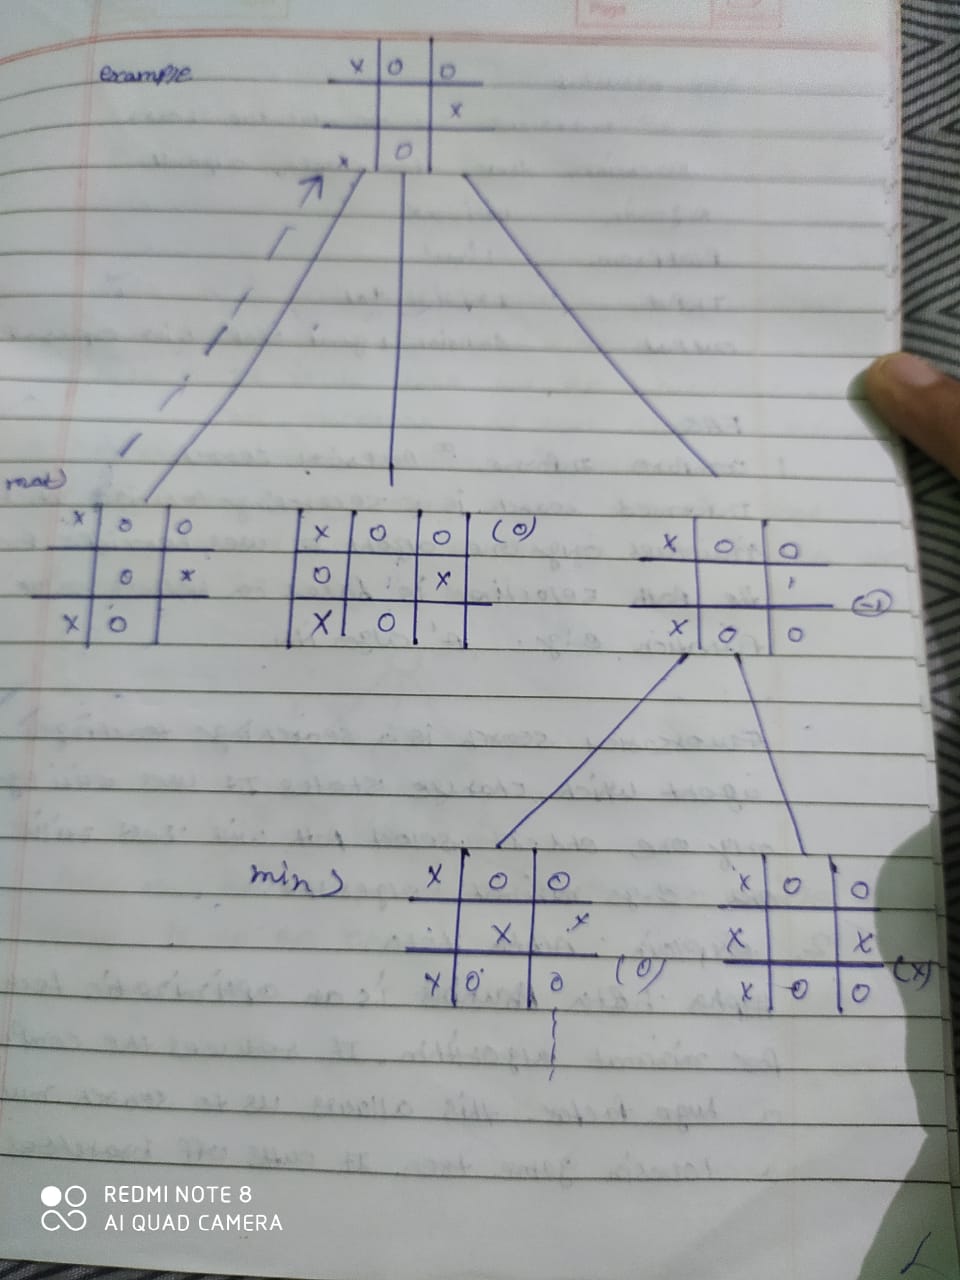 example
x | o | o
  |   | x
x | o |
max)
x | o | o
  | o | x
x | o |
x | o | o (0)
o |   | x
x | o |
x | o | o
  | '
x | o | o
(-1)
min)
x | o | o
  | x | x
x | o | o (0)
x | o | o
x |   | x
x | o | o (x)
REDMI NOTE 8
AI QUAD CAMERA